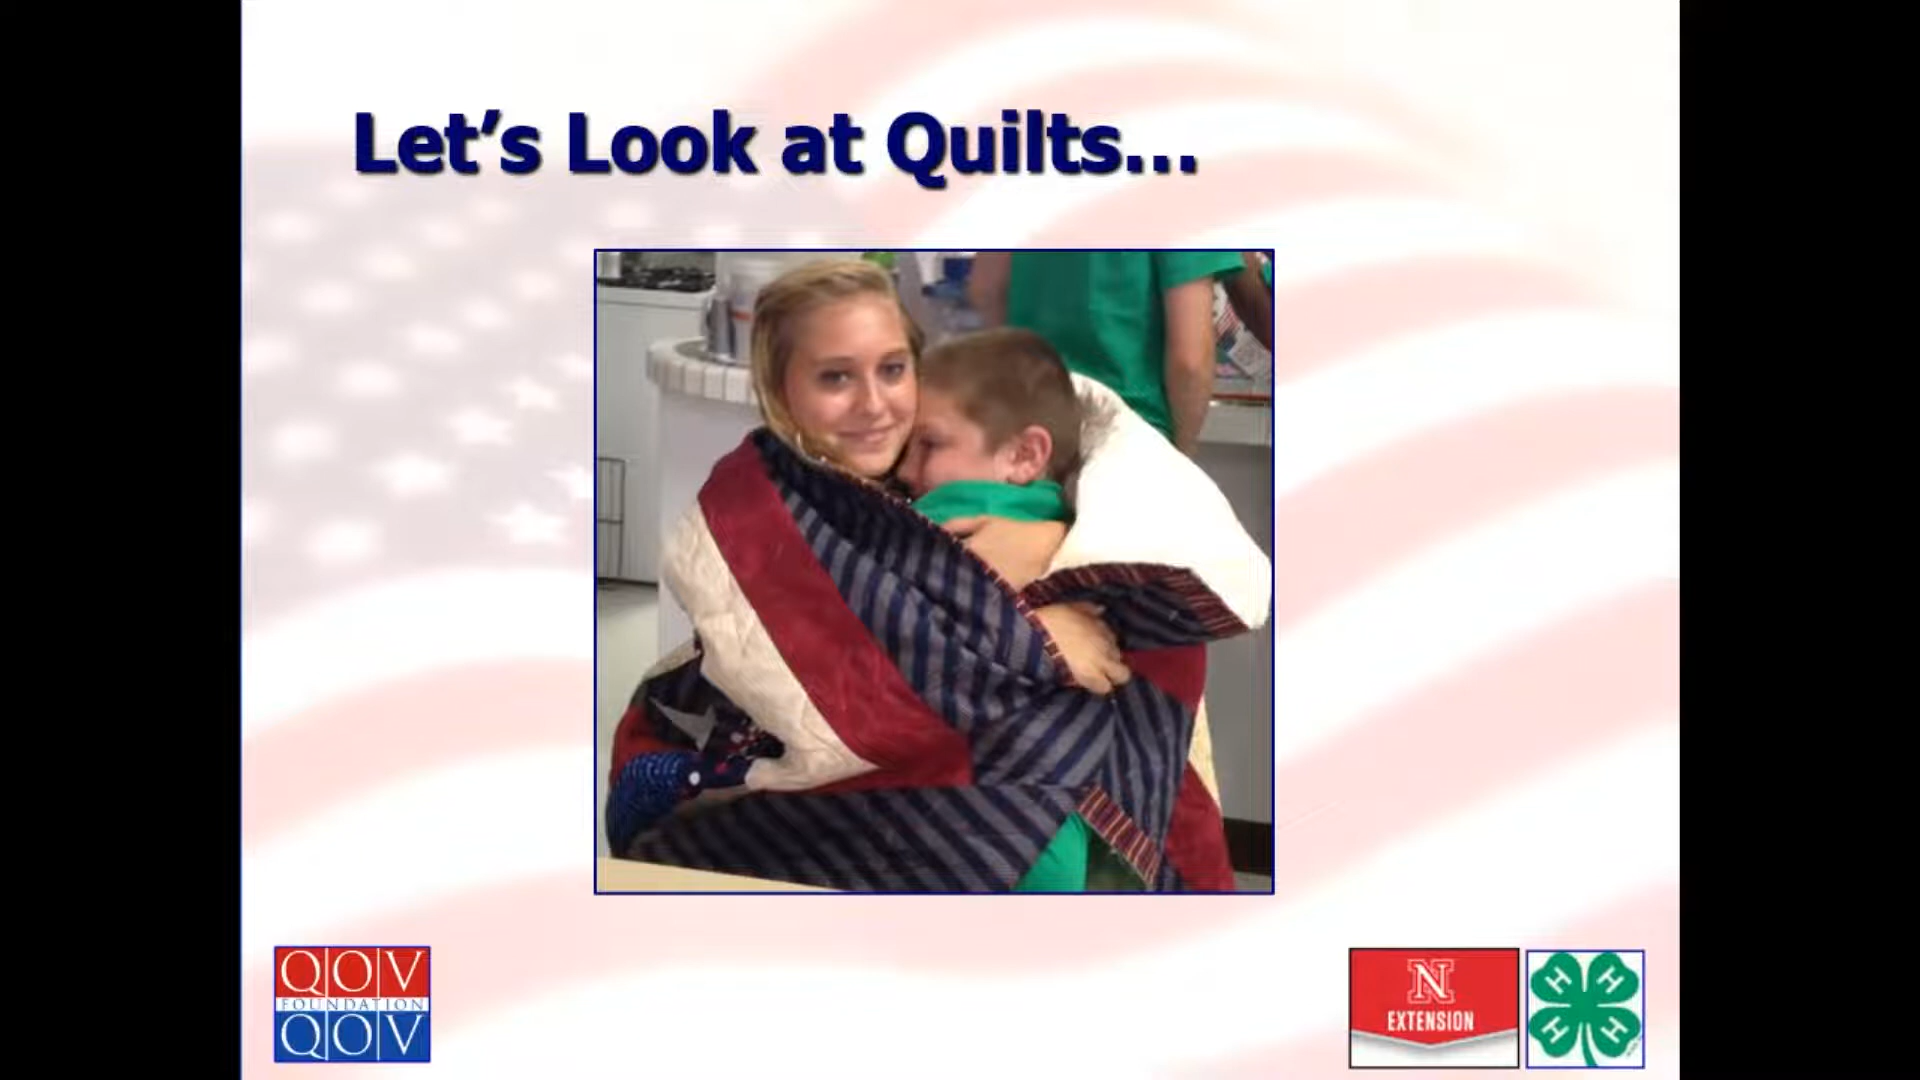 Let's Look at Quilts...
QOV
FOUNDATION
QOV
N
EXTENSION
H H
H H